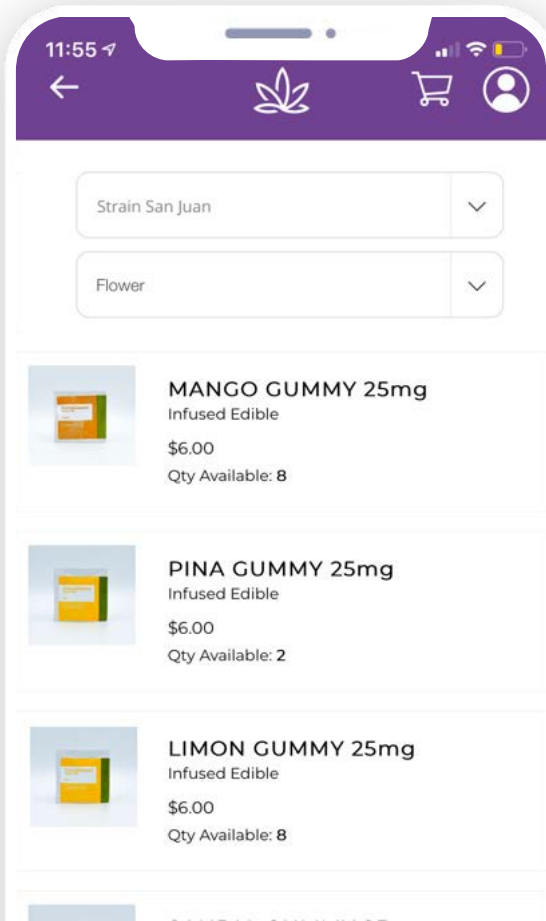 11:55
Strain San Juan
Flower
MANGO GUMMY 25mg
Infused Edible
$6.00
Qty Available: 8
PINA GUMMY 25mg
Infused Edible
$6.00
Qty Available: 2
LIMON GUMMY 25mg
Infused Edible
$6.00
Qty Available: 8